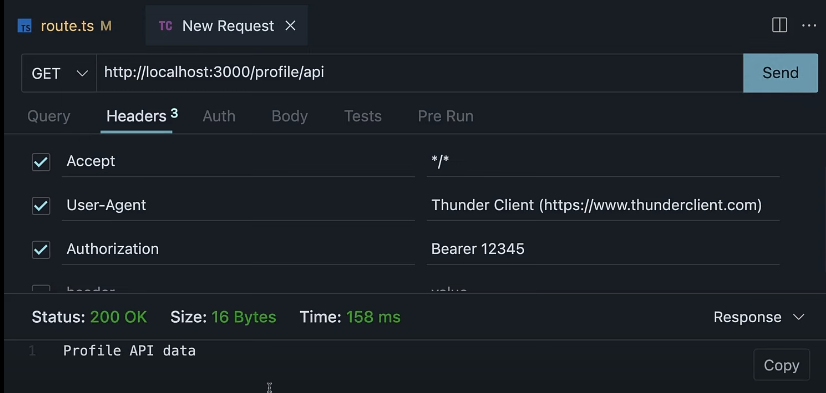 TS route.ts M TC New Request × ···
GET http://localhost:3000/profile/api Send
Query Headers 3 Auth Body Tests Pre Run
Accept */*
User-Agent Thunder Client (https://www.thunderclient.com)
Authorization Bearer 12345
header value
Status: 200 OK Size: 16 Bytes Time: 158 ms Response
1 Profile API data
Copy